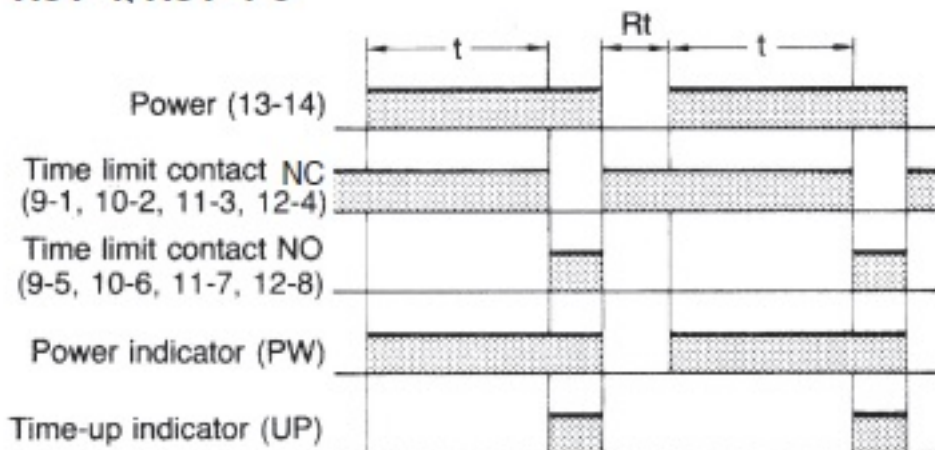 Rt
t
t
Power (13-14)
Time limit contact NC
(9-1, 10-2, 11-3, 12-4)
Time limit contact NO
(9-5, 10-6, 11-7, 12-8)
Power indicator (PW)
Time-up indicator (UP)